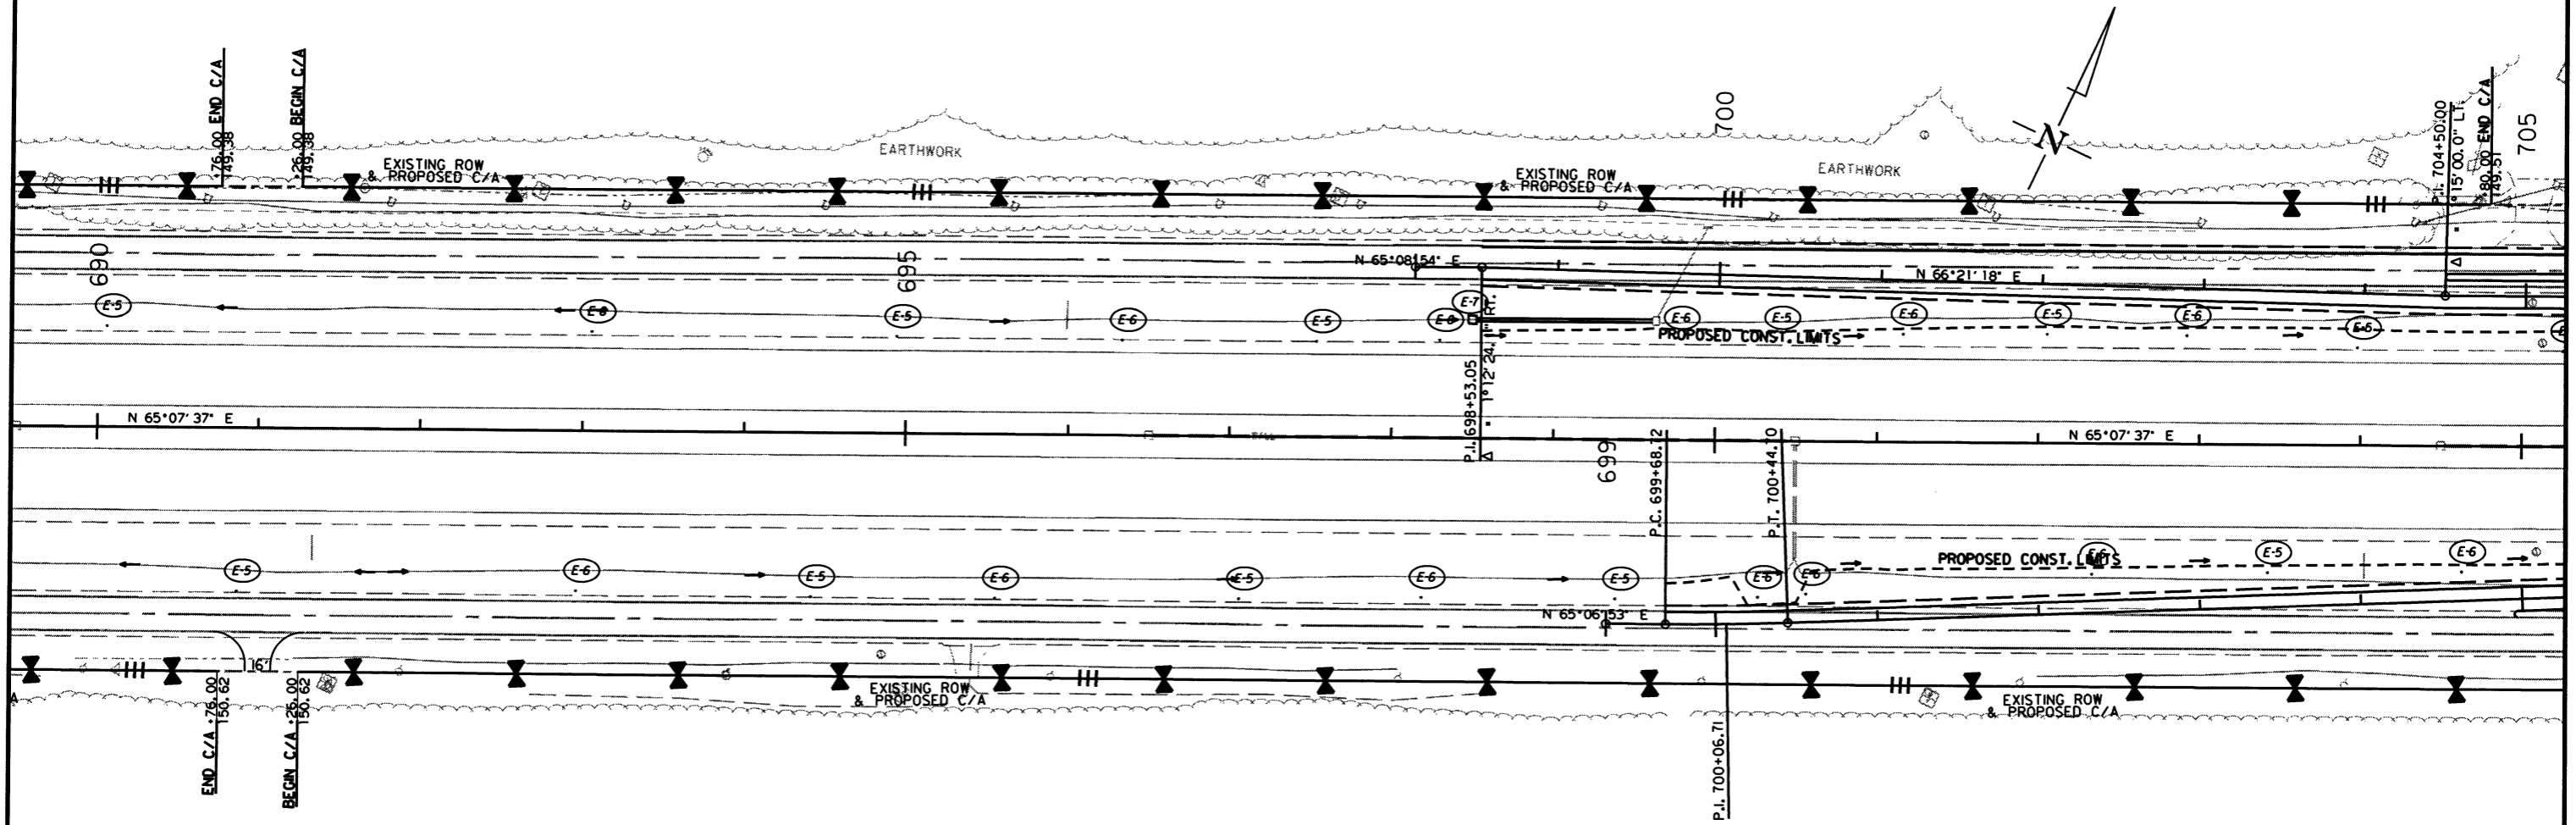 +76.00 END C/A
149.38
+26.00 BEGIN C/A
149.38
EXISTING ROW
& PROPOSED C/A
EARTHWORK
EXISTING ROW
& PROPOSED C/A
700
EARTHWORK
N
P.I. 704+50.00
°15'00.0" LT
Δ
+80.00 END C/A
149.51
705
690
695
N 65°08'54" E
N 66°21'18" E
E-5
E-6
E-5
E-6
E-5
E-6
E-7
E-6
E-5
E-6
E-5
E-6
E-5
PROPOSED CONST. LIMITS
P.I. 698+53.05
Δ = 1°12'24.1" RT.
N 65°07'37" E
N 65°07'37" E
699
P.C. 699+68.72
P.T. 700+44.10
E-5
E-6
E-5
E-6
E-5
E-6
E-5
E-6
E-6
PROPOSED CONST. LIMITS
E-6
E-5
E-6
N 65°06'53" E
16'
END C/A +76.00
150.62
BEGIN C/A +26.00
150.62
EXISTING ROW
& PROPOSED C/A
P.I. 700+06.71
EXISTING ROW
& PROPOSED C/A